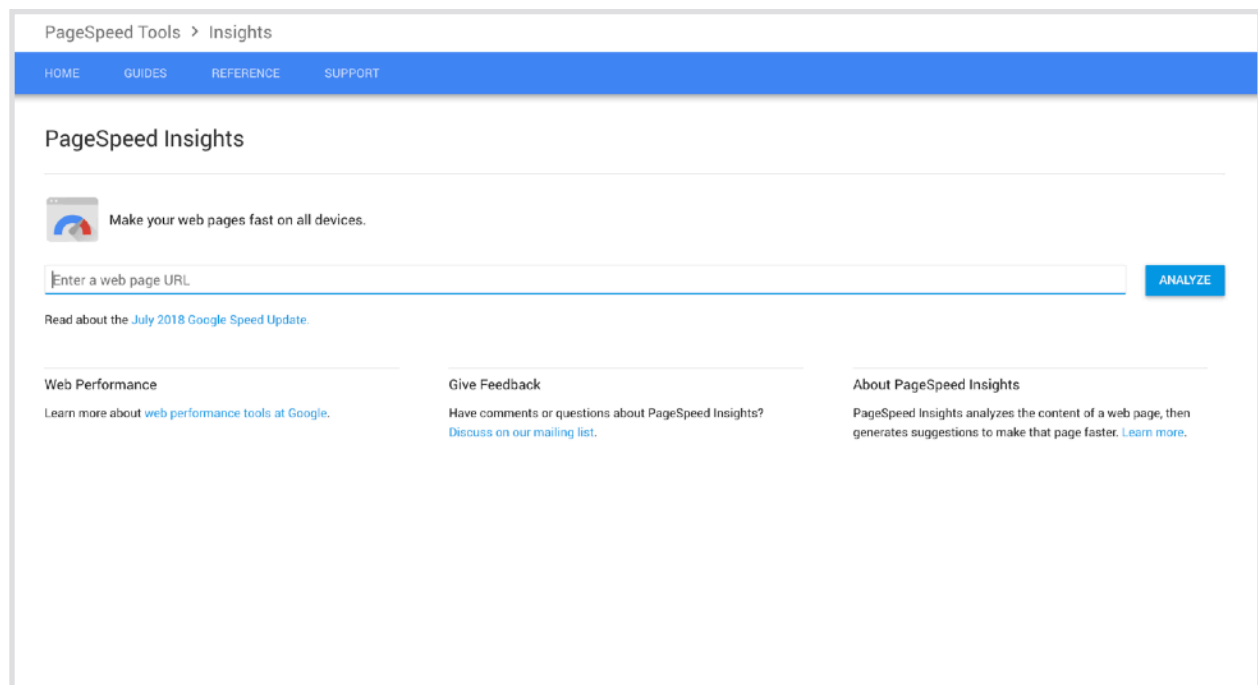 PageSpeed Tools > Insights
HOME GUIDES REFERENCE SUPPORT
PageSpeed Insights
Make your web pages fast on all devices.
Enter a web page URL
ANALYZE
Read about the July 2018 Google Speed Update.
Web Performance
Learn more about web performance tools at Google.
Give Feedback
Have comments or questions about PageSpeed Insights?
Discuss on our mailing list.
About PageSpeed Insights
PageSpeed Insights analyzes the content of a web page, then
generates suggestions to make that page faster. Learn more.